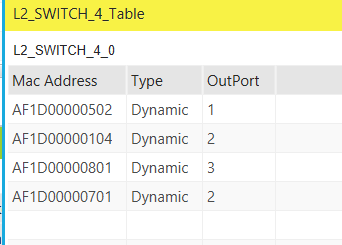 L2_SWITCH_4_Table
L2_SWITCH_4_0
Mac Address Type OutPort
AF1D00000502 Dynamic 1
AF1D00000104 Dynamic 2
AF1D00000801 Dynamic 3
AF1D00000701 Dynamic 2